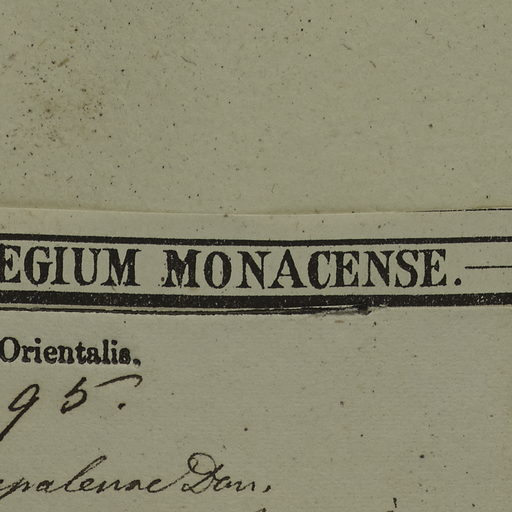 EGIUM MONACENSE.
Orientalis.
95.
epalense Don.